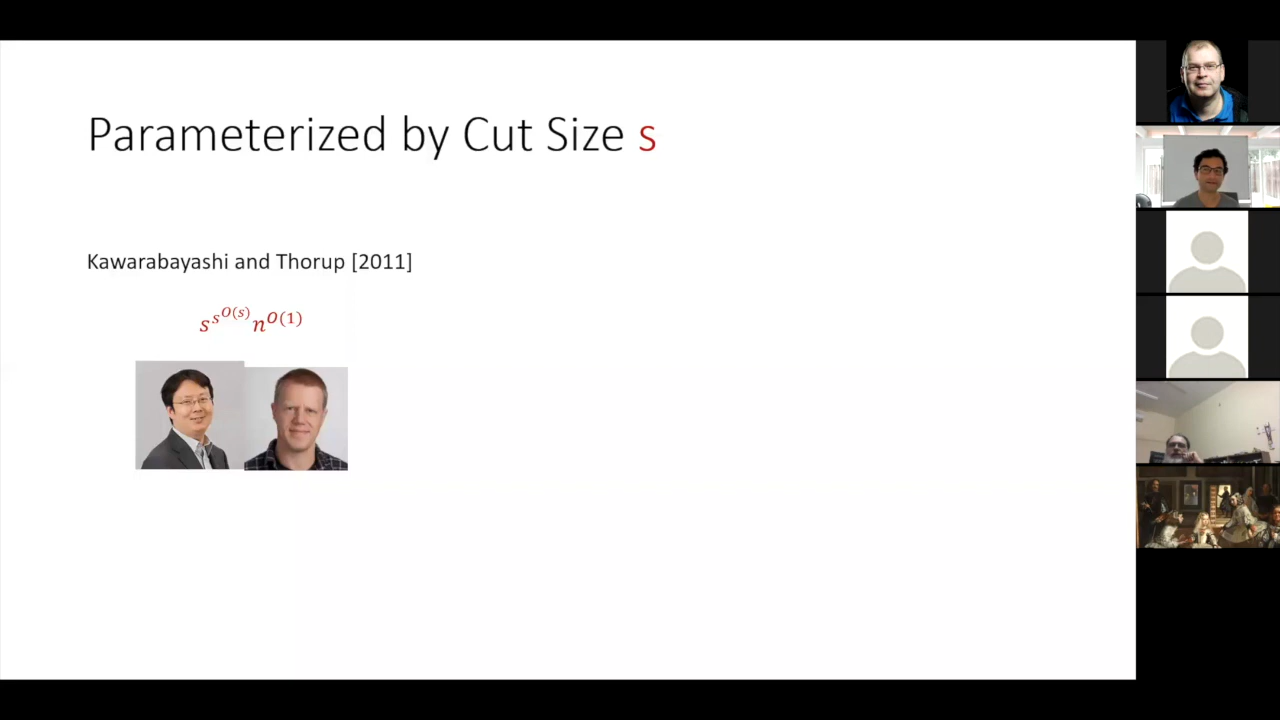 Parameterized by Cut Size s
Kawarabayashi and Thorup [2011]
s^{s^{O(s)}} n^{O(1)}